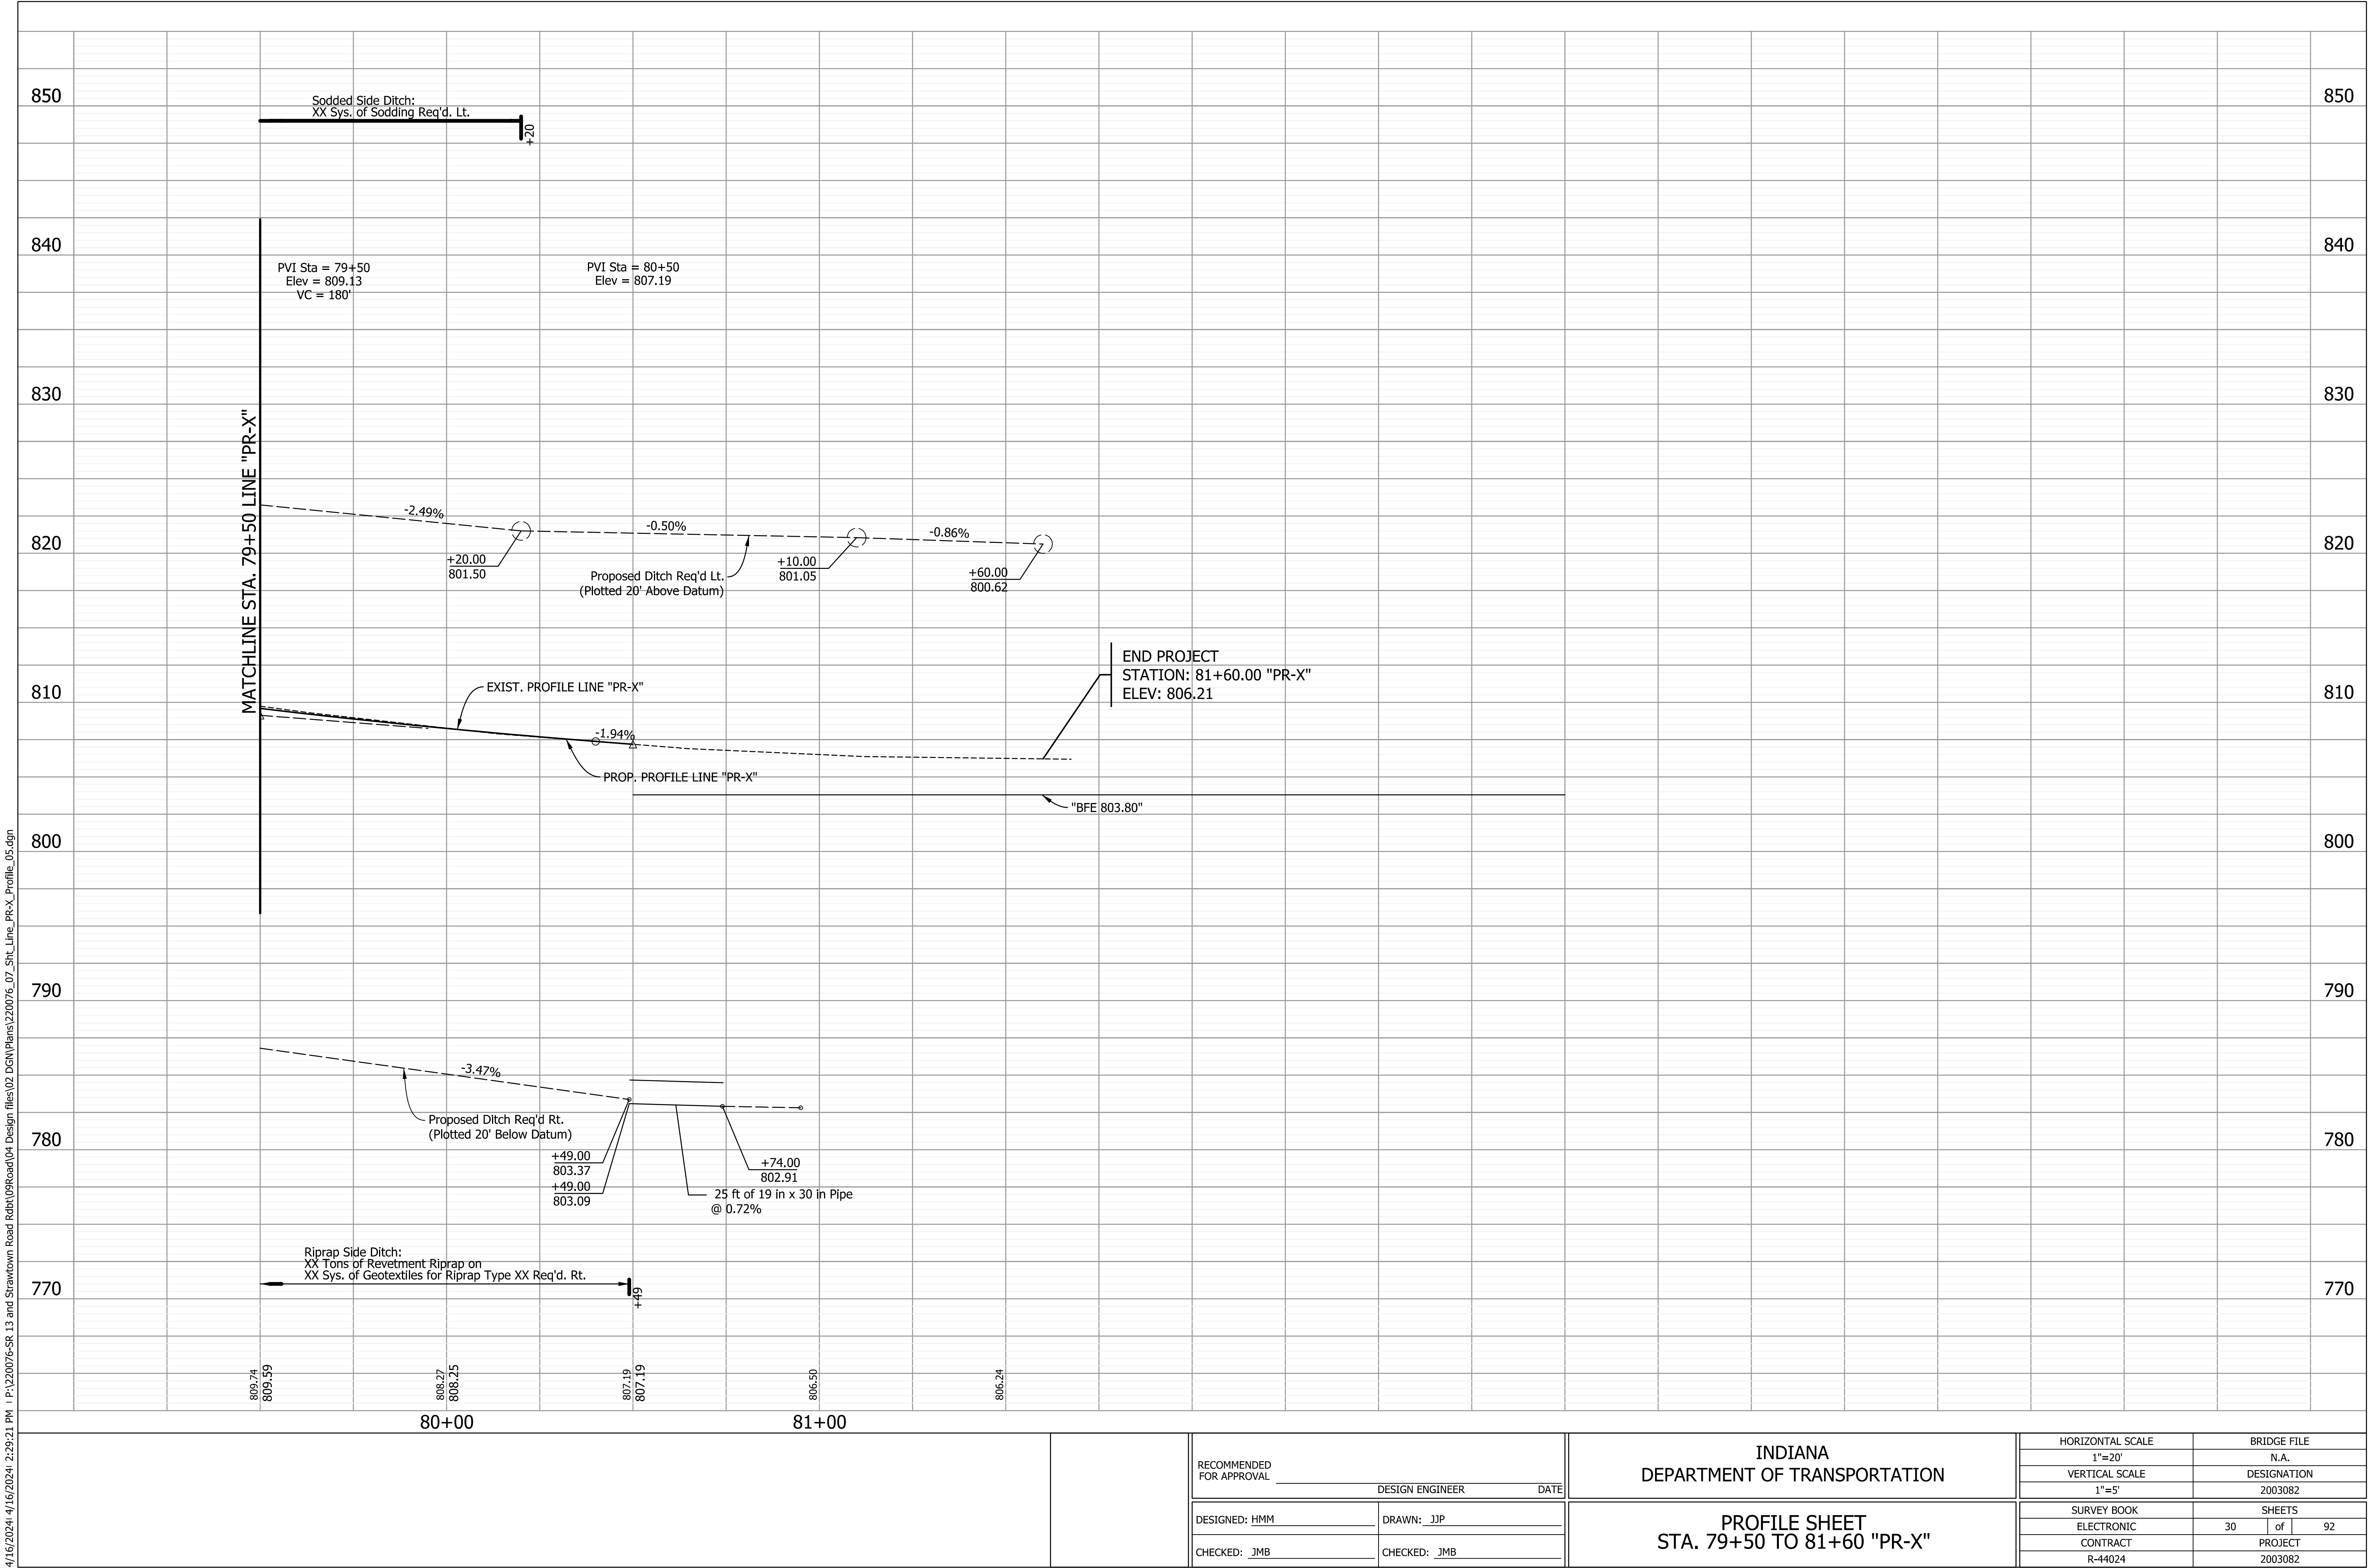 850
850
Sodded Side Ditch:
XX Sys. of Sodding Req'd. Lt.
+20
840
840
PVI Sta = 79+50
Elev = 809.13
VC = 180'
PVI Sta = 80+50
Elev = 807.19
830
830
MATCHLINE STA. 79+50 LINE "PR-X"
-2.49%
-0.50%
-0.86%
820
820
+20.00
801.50
Proposed Ditch Req'd Lt.
(Plotted 20' Above Datum)
+10.00
801.05
+60.00
800.62
END PROJECT
STATION: 81+60.00 "PR-X"
ELEV: 806.21
810
810
EXIST. PROFILE LINE "PR-X"
-1.94%
PROP. PROFILE LINE "PR-X"
"BFE 803.80"
800
800
790
790
-3.47%
Proposed Ditch Req'd Rt.
(Plotted 20' Below Datum)
780
780
+49.00
803.37
+49.00
803.09
+74.00
802.91
25 ft of 19 in x 30 in Pipe
@ 0.72%
Riprap Side Ditch:
XX Tons of Revetment Riprap on
XX Sys. of Geotextiles for Riprap Type XX Req'd. Rt.
+49
770
770
809.74
809.59
808.27
808.25
807.19
807.19
806.50
806.24
80+00
81+00
4/16/2024 4/16/2024 2:29:21 PM P:\220076-SR 13 and Strawtown Road Rdbt\09Road\04 Design files\02 DGN\Plans\220076_07_Sht_Line_PR-X_Profile_05.dgn
RECOMMENDED
FOR APPROVAL
DESIGN ENGINEER
DATE
DESIGNED: HMM
DRAWN: JJP
CHECKED: JMB
CHECKED: JMB
INDIANA
DEPARTMENT OF TRANSPORTATION
PROFILE SHEET
STA. 79+50 TO 81+60 "PR-X"
HORIZONTAL SCALE
BRIDGE FILE
1"=20'
N.A.
VERTICAL SCALE
DESIGNATION
1"=5'
2003082
SURVEY BOOK
SHEETS
ELECTRONIC
30 of 92
CONTRACT
PROJECT
R-44024
2003082